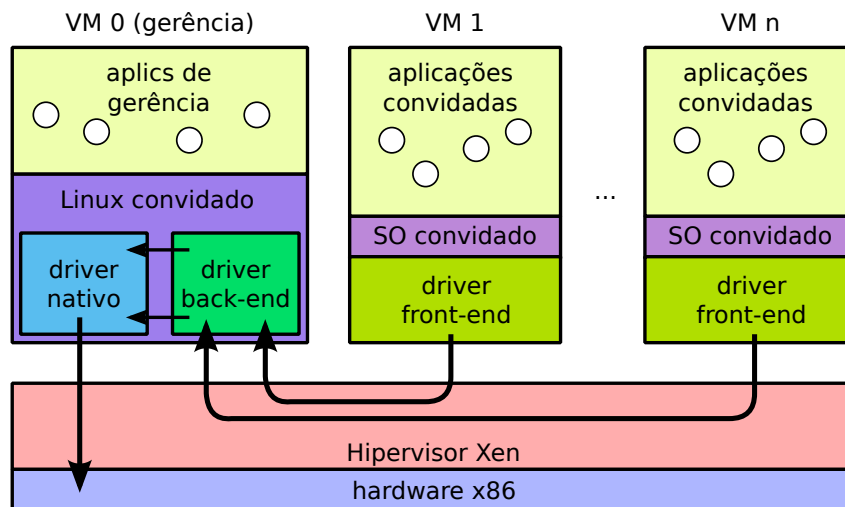 VM 0 (gerência)
VM 1
VM n
aplics de
gerência
aplicações
convidadas
aplicações
convidadas
...
Linux convidado
SO convidado
SO convidado
driver
nativo
driver
back-end
driver
front-end
driver
front-end
Hipervisor Xen
hardware x86